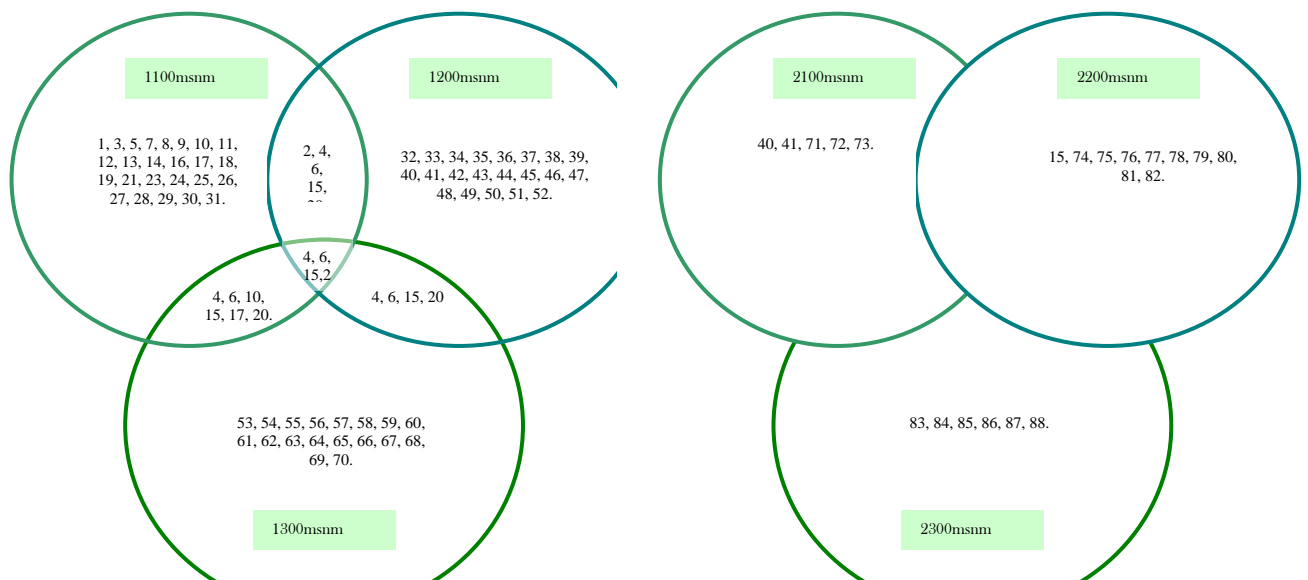 1100msnm
1200msnm
1, 3, 5, 7, 8, 9, 10, 11,
12, 13, 14, 16, 17, 18,
19, 21, 23, 24, 25, 26,
27, 28, 29, 30, 31.
2, 4,
6,
15,
32, 33, 34, 35, 36, 37, 38, 39,
40, 41, 42, 43, 44, 45, 46, 47,
48, 49, 50, 51, 52.
4, 6,
15,2
4, 6, 10,
15, 17, 20.
4, 6, 15, 20
53, 54, 55, 56, 57, 58, 59, 60,
61, 62, 63, 64, 65, 66, 67, 68,
69, 70.
1300msnm
2100msnm
2200msnm
40, 41, 71, 72, 73.
15, 74, 75, 76, 77, 78, 79, 80,
81, 82.
83, 84, 85, 86, 87, 88.
2300msnm